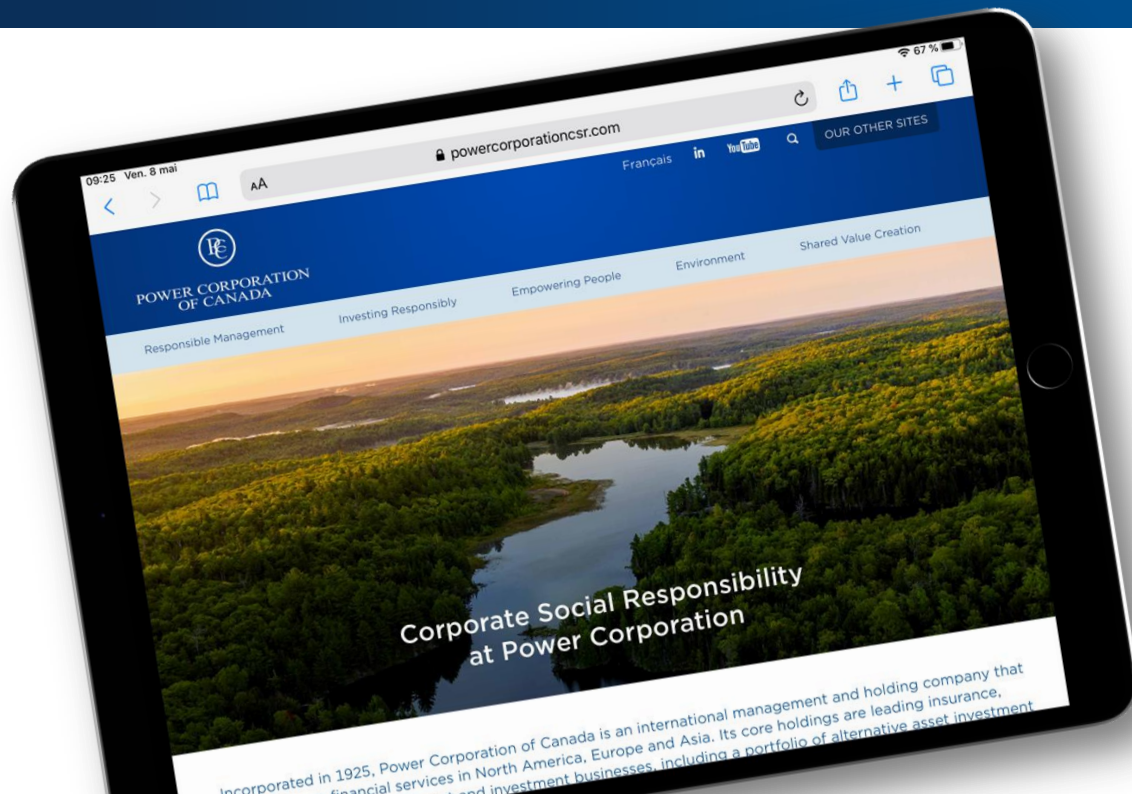 09:25 Ven. 8 mai
67 %
AA
powercorporationcsr.com
Français
in
YouTube
OUR OTHER SITES
PCC
POWER CORPORATION
OF CANADA
Responsible Management
Investing Responsibly
Empowering People
Environment
Shared Value Creation
Corporate Social Responsibility
at Power Corporation
Incorporated in 1925, Power Corporation of Canada is an international management and holding company that
financial services in North America, Europe and Asia. Its core holdings are leading insurance,
and investment businesses, including a portfolio of alternative asset investment